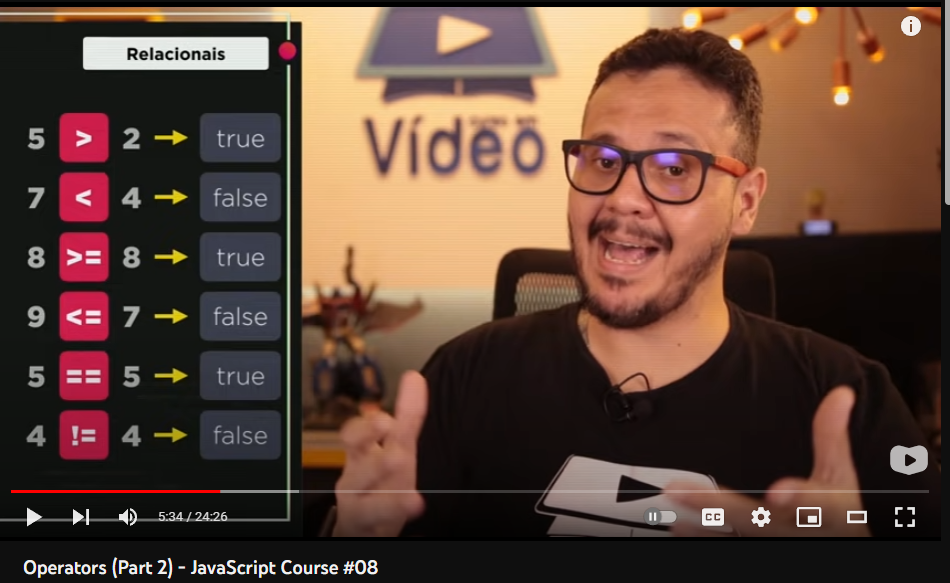 Relacionais
5 > 2 → true
7 < 4 → false
8 >= 8 → true
9 <= 7 → false
5 == 5 → true
4 != 4 → false
Vídeo
i
5:34 / 24:26
CC
Operators (Part 2) - JavaScript Course #08